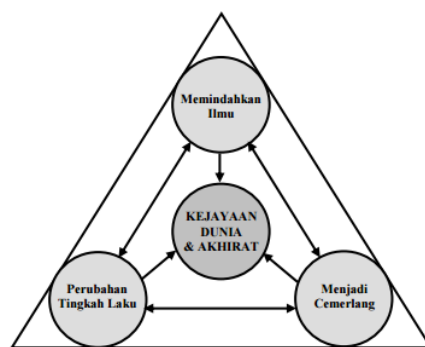 Memindahkan
Ilmu
KEJAYAAN
DUNIA
& AKHIRAT
Perubahan
Tingkah Laku
Menjadi
Cemerlang